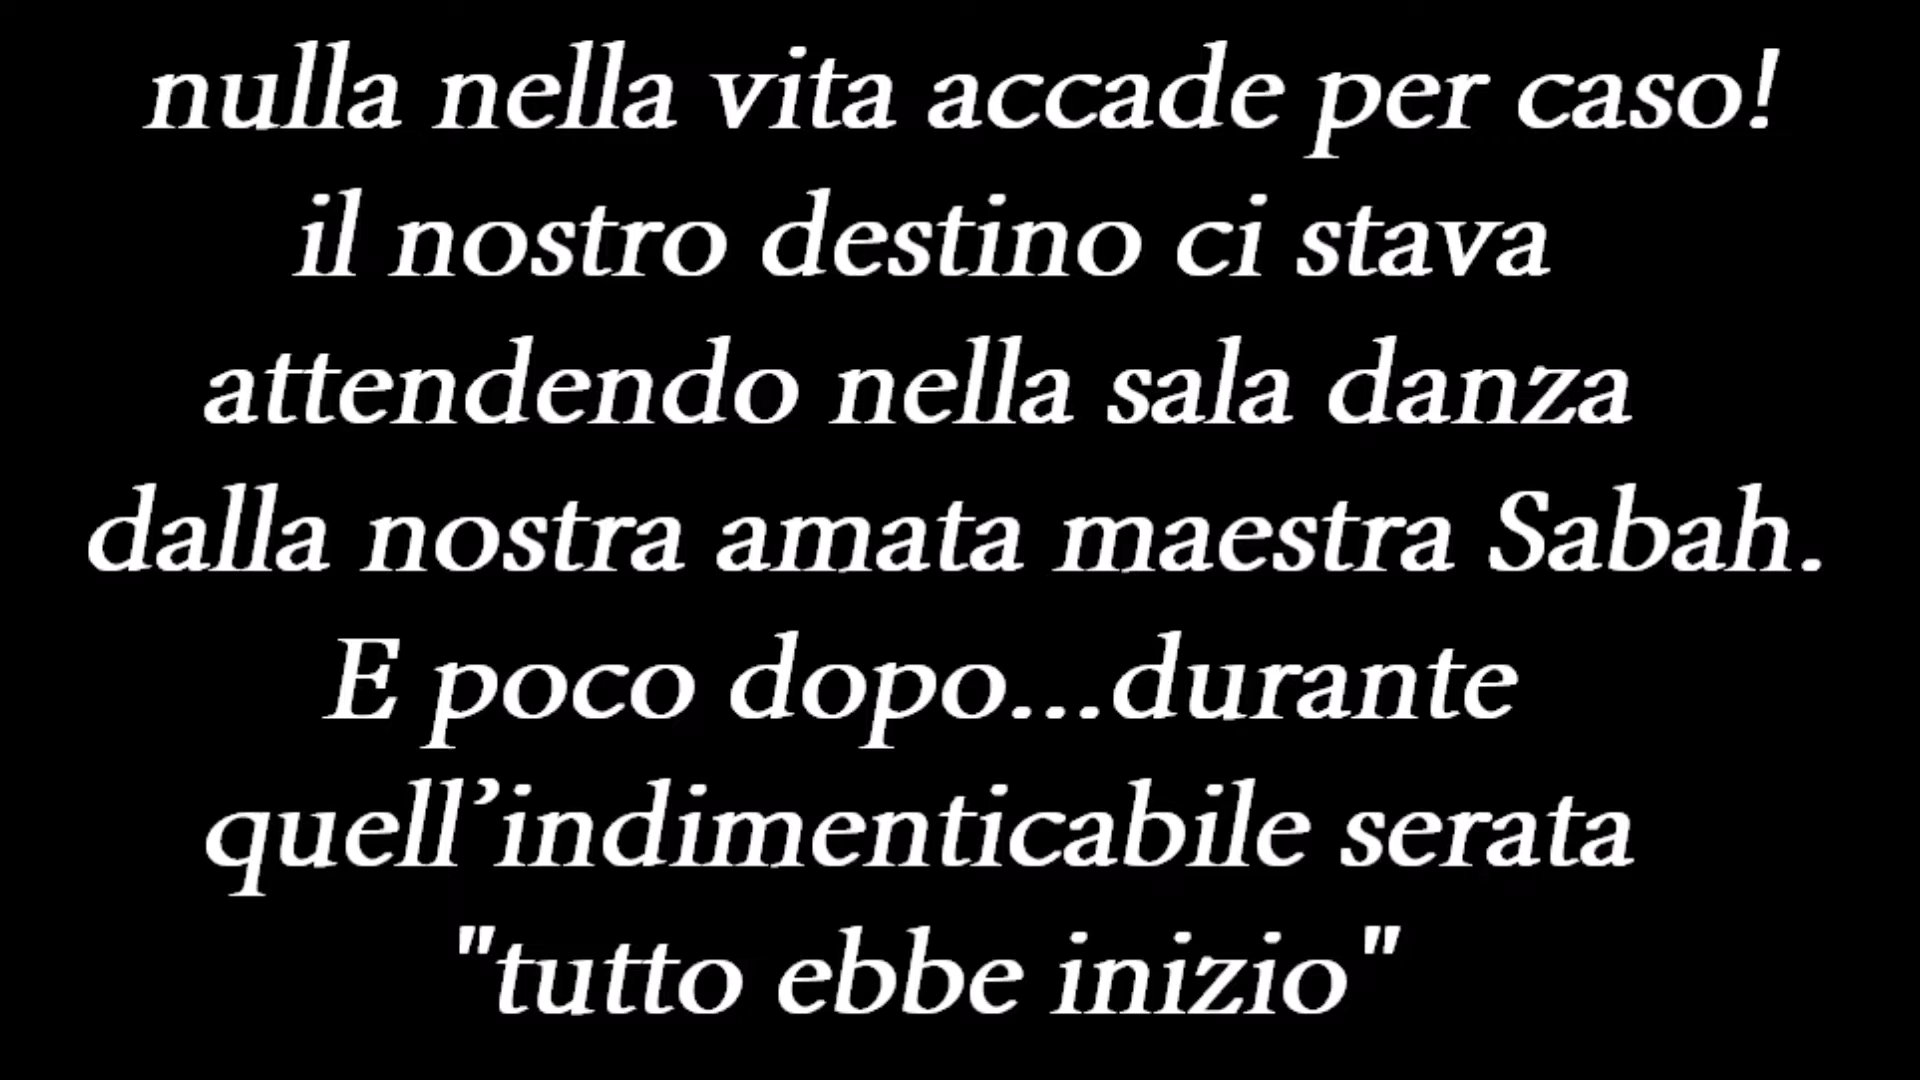 nulla nella vita accade per caso!
il nostro destino ci stava
attendendo nella sala danza
dalla nostra amata maestra Sabah.
E poco dopo...durante
quell’indimenticabile serata
"tutto ebbe inizio"